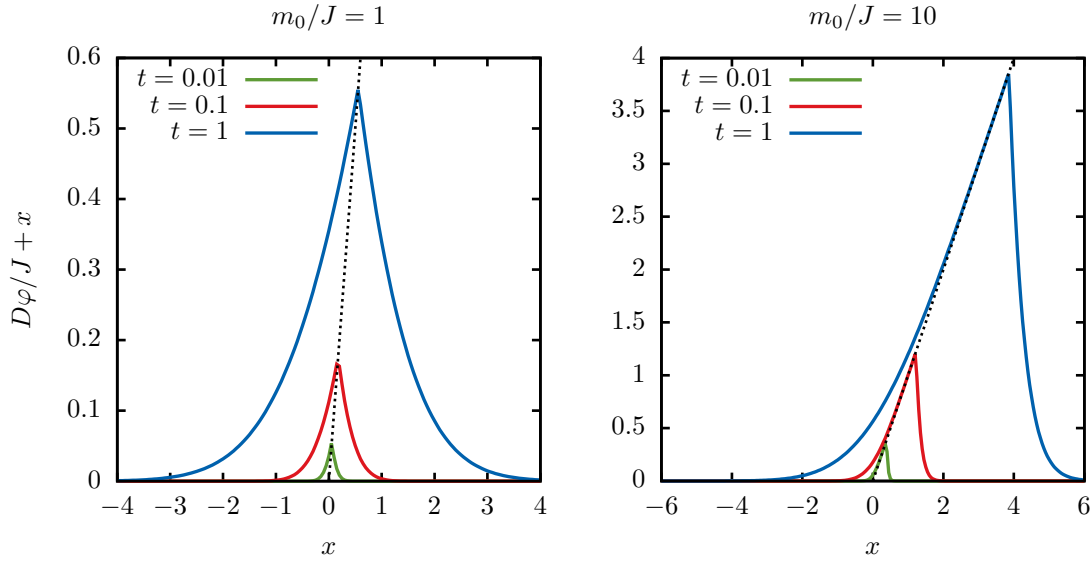 m₀/J = 1
Dφ/J + x
0.6
0.5
0.4
0.3
0.2
0.1
0
t = 0.01
t = 0.1
t = 1
−4 −3 −2 −1 0 1 2 3 4
x
m₀/J = 10
4
3.5
3
2.5
2
1.5
1
0.5
0
t = 0.01
t = 0.1
t = 1
−6 −4 −2 0 2 4 6
x